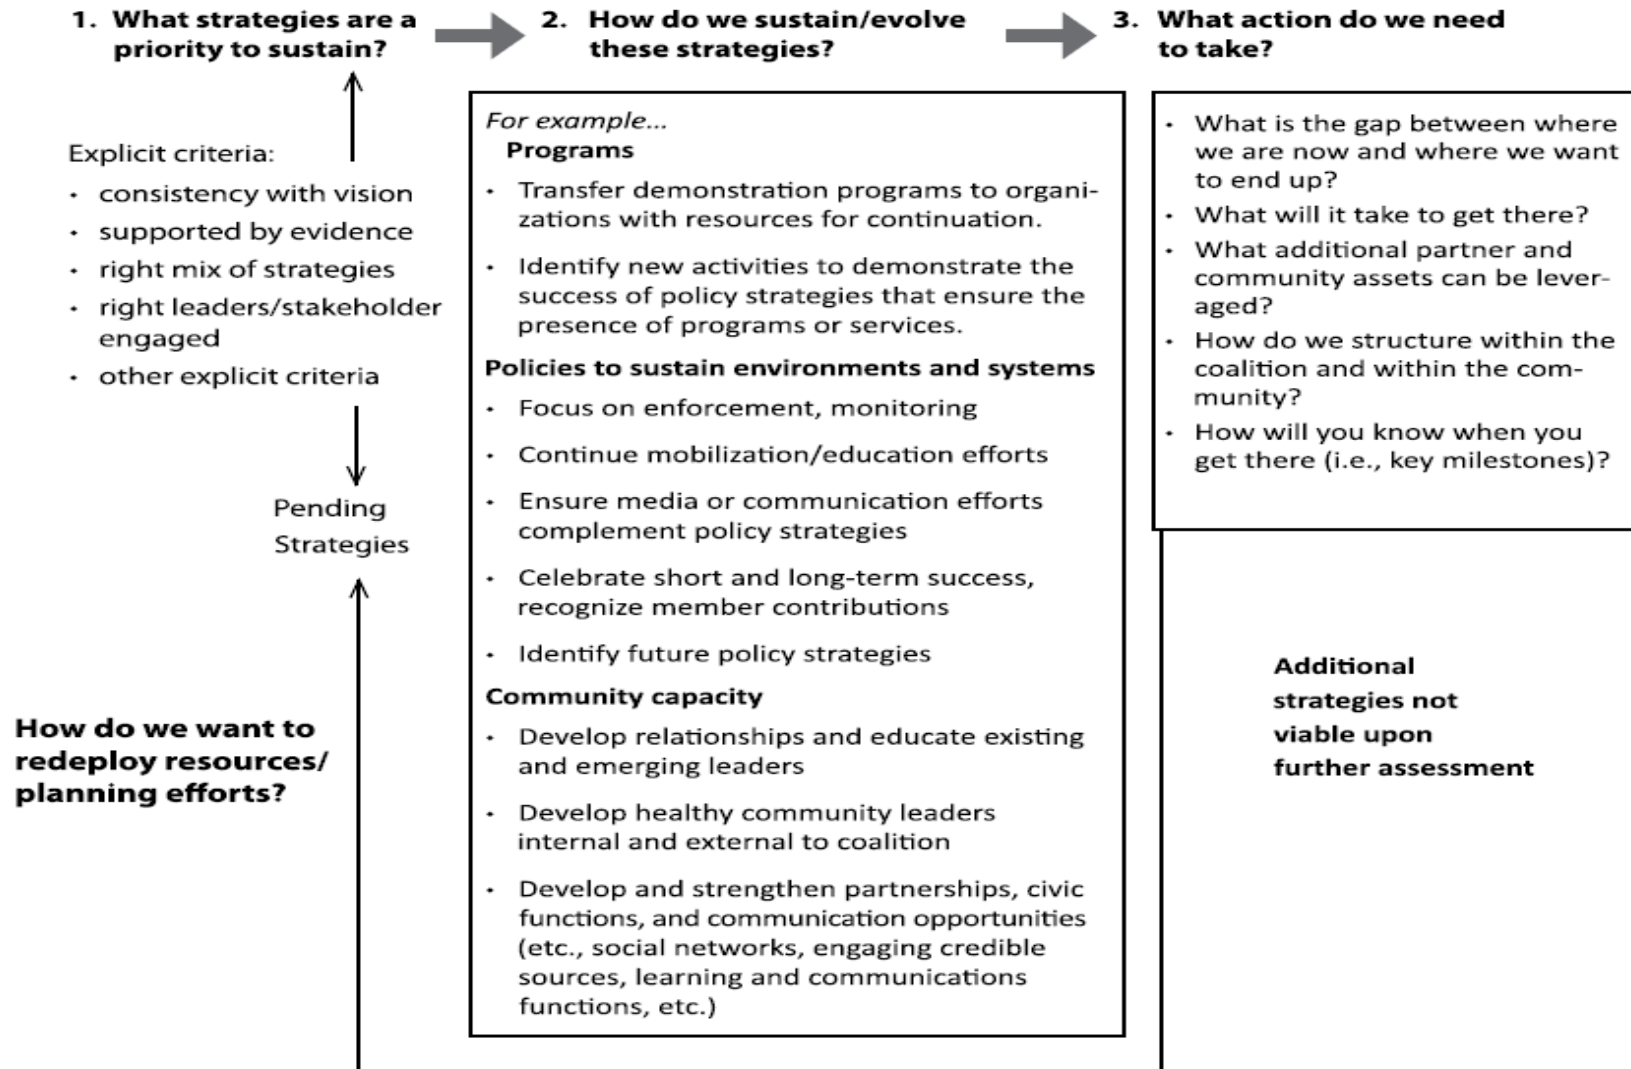 1. What strategies are a
priority to sustain?
2. How do we sustain/evolve
these strategies?
3. What action do we need
to take?
Explicit criteria:
• consistency with vision
• supported by evidence
• right mix of strategies
• right leaders/stakeholder
engaged
• other explicit criteria
Pending
Strategies
How do we want to
redeploy resources/
planning efforts?
For example...
Programs
• Transfer demonstration programs to organi-
zations with resources for continuation.
• Identify new activities to demonstrate the
success of policy strategies that ensure the
presence of programs or services.
Policies to sustain environments and systems
• Focus on enforcement, monitoring
• Continue mobilization/education efforts
• Ensure media or communication efforts
complement policy strategies
• Celebrate short and long-term success,
recognize member contributions
• Identify future policy strategies
Community capacity
• Develop relationships and educate existing
and emerging leaders
• Develop healthy community leaders
internal and external to coalition
• Develop and strengthen partnerships, civic
functions, and communication opportunities
(etc., social networks, engaging credible
sources, learning and communications
functions, etc.)
• What is the gap between where
we are now and where we want
to end up?
• What will it take to get there?
• What additional partner and
community assets can be lever-
aged?
• How do we structure within the
coalition and within the com-
munity?
• How will you know when you
get there (i.e., key milestones)?
Additional
strategies not
viable upon
further assessment